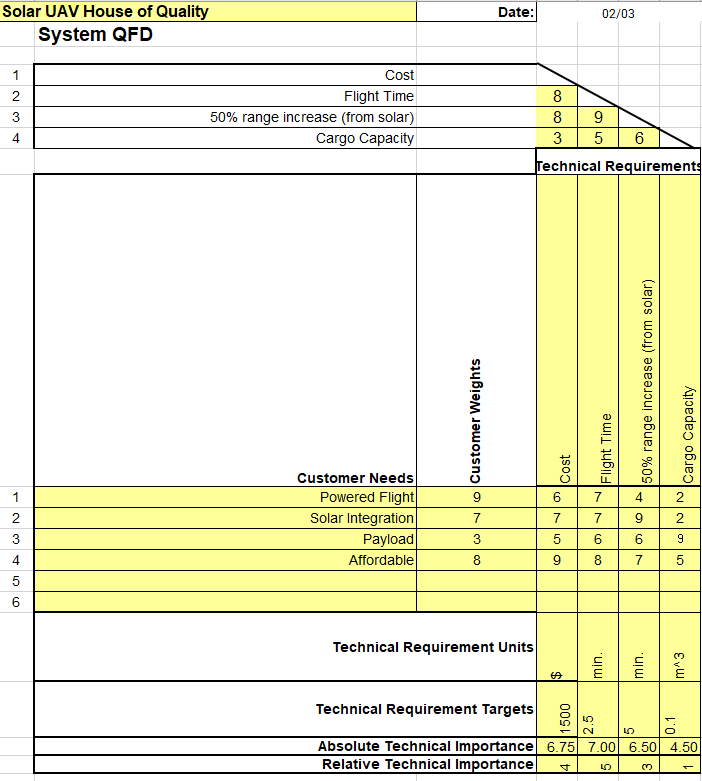 Solar UAV House of Quality Date: 02/03
System QFD
1 Cost
2 Flight Time 8
3 50% range increase (from solar) 8 9
4 Cargo Capacity 3 5 6
Technical Requirements
Customer Needs Customer Weights Cost Flight Time 50% range increase (from solar) Cargo Capacity
1 Powered Flight 9 6 7 4 2
2 Solar Integration 7 7 7 9 2
3 Payload 3 5 6 6 9
4 Affordable 8 9 8 7 5
5
6
Technical Requirement Units $ min. min. m^3
Technical Requirement Targets 1500 2.5 5 0.1
Absolute Technical Importance 6.75 7.00 6.50 4.50
Relative Technical Importance 4 5 3 1